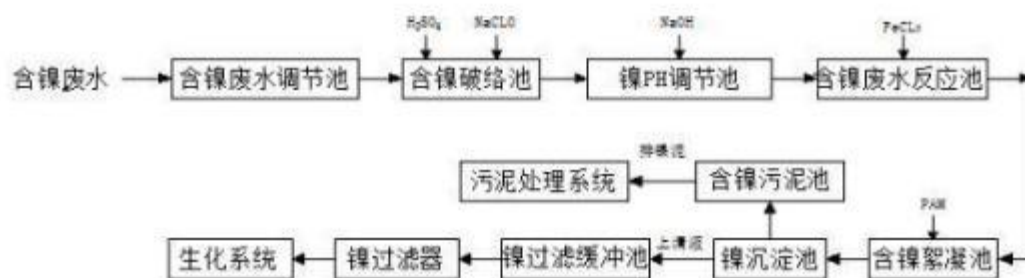 H₂SO₄ NaCLO NaOH FeCL₃
含镍废水 含镍废水调节池 含镍破络池 镍PH调节池 含镍废水反应池
排镍泥
污泥处理系统 含镍污泥池
PAM
上清液
生化系统 镍过滤器 镍过滤缓冲池 镍沉淀池 含镍絮凝池